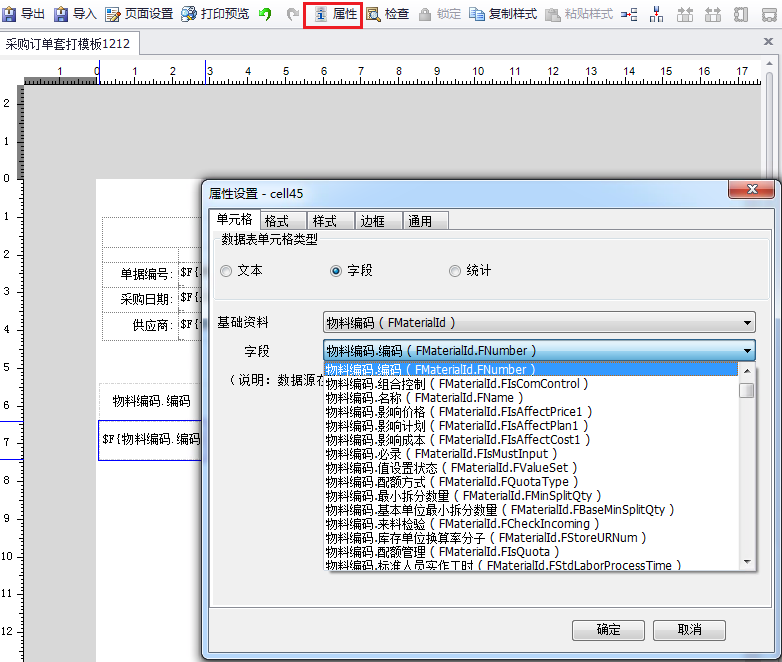 导出 导入 页面设置 打印预览 属性 检查 锁定 复制样式 粘贴样式
采购订单套打模板1212
1 0 1 2 3 4 5 6 7 8 9 10 11 12 13 14 15 16 17
2
1
0
1
2
3
4
5
6
7
8
9
10
11
12
单据编号: $F{
采购日期: $F{
供应商: $F{
物料编码.编码
$F{物料编码.编码
属性设置 - cell45
单元格 格式 样式 边框 通用
数据表单元格类型
文本 字段 统计
基础资料 物料编码 ( FMaterialId )
字段 物料编码.编码 ( FMaterialId.FNumber )
（说明：数据源在
物料编码.编码 ( FMaterialId.FNumber )
物料编码.组合控制 ( FMaterialId.FIsComControl )
物料编码.名称 ( FMaterialId.FName )
物料编码.影响价格 ( FMaterialId.FIsAffectPrice1 )
物料编码.影响计划 ( FMaterialId.FIsAffectPlan1 )
物料编码.影响成本 ( FMaterialId.FIsAffectCost1 )
物料编码.必录 ( FMaterialId.FIsMustInput )
物料编码.值设置状态 ( FMaterialId.FValueSet )
物料编码.配额方式 ( FMaterialId.FQuotaType )
物料编码.最小拆分数量 ( FMaterialId.FMinSplitQty )
物料编码.基本单位最小拆分数量 ( FMaterialId.FBaseMinSplitQty )
物料编码.来料检验 ( FMaterialId.FCheckIncoming )
物料编码.库存单位换算率分子 ( FMaterialId.FStoreURNum )
物料编码.配额管理 ( FMaterialId.FIsQuota )
物料编码.标准人员实作工时 ( FMaterialId.FStdLaborProcessTime )
确定 取消